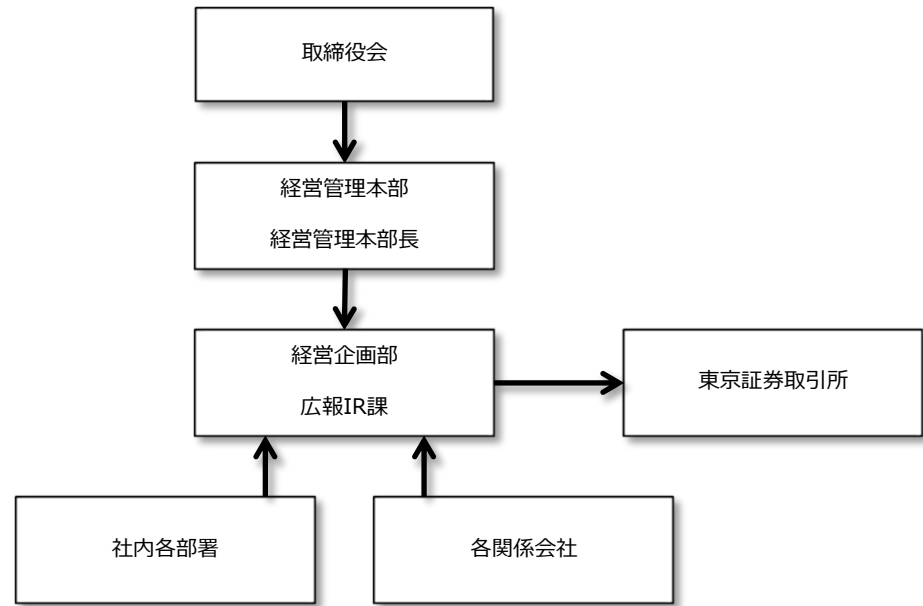 取締役会
経営管理本部
経営管理本部長
経営企画部
広報IR課
東京証券取引所
社内各部署
各関係会社